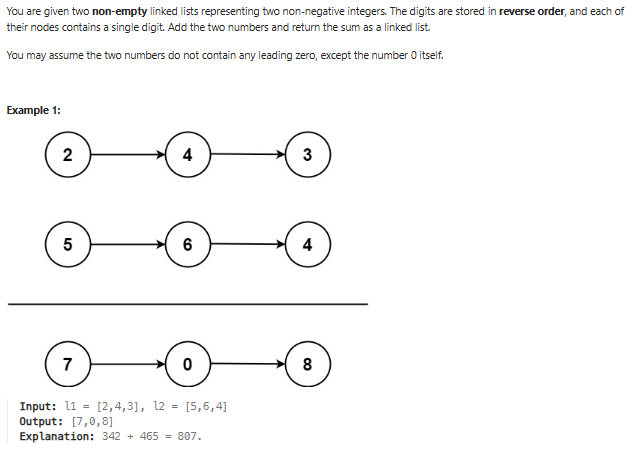 You are given two non-empty linked lists representing two non-negative integers. The digits are stored in reverse order, and each of
their nodes contains a single digit. Add the two numbers and return the sum as a linked list.
You may assume the two numbers do not contain any leading zero, except the number 0 itself.
Example 1:
2 4 3
5 6 4
7 0 8
Input: l1 = [2,4,3], l2 = [5,6,4]
Output: [7,0,8]
Explanation: 342 + 465 = 807.